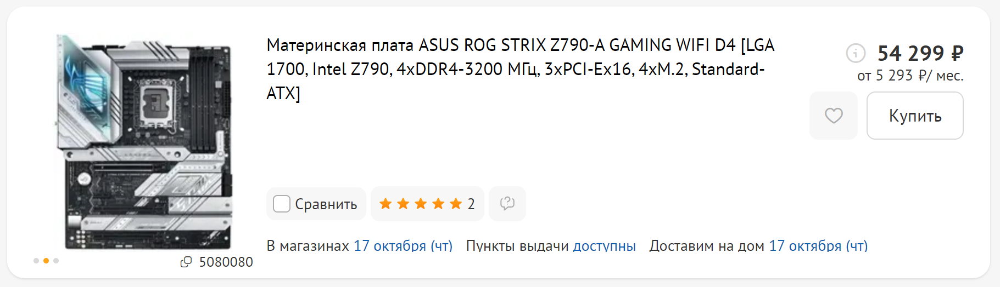 Материнская плата ASUS ROG STRIX Z790-A GAMING WIFI D4 [LGA
1700, Intel Z790, 4xDDR4-3200 МГц, 3xPCI-Ex16, 4xM.2, Standard-
ATX]
54 299 ₽
от 5 293 ₽/ мес.
Купить
Сравнить
2
В магазинах 17 октября (чт) Пункты выдачи доступны Доставим на дом 17 октября (чт)
5080080